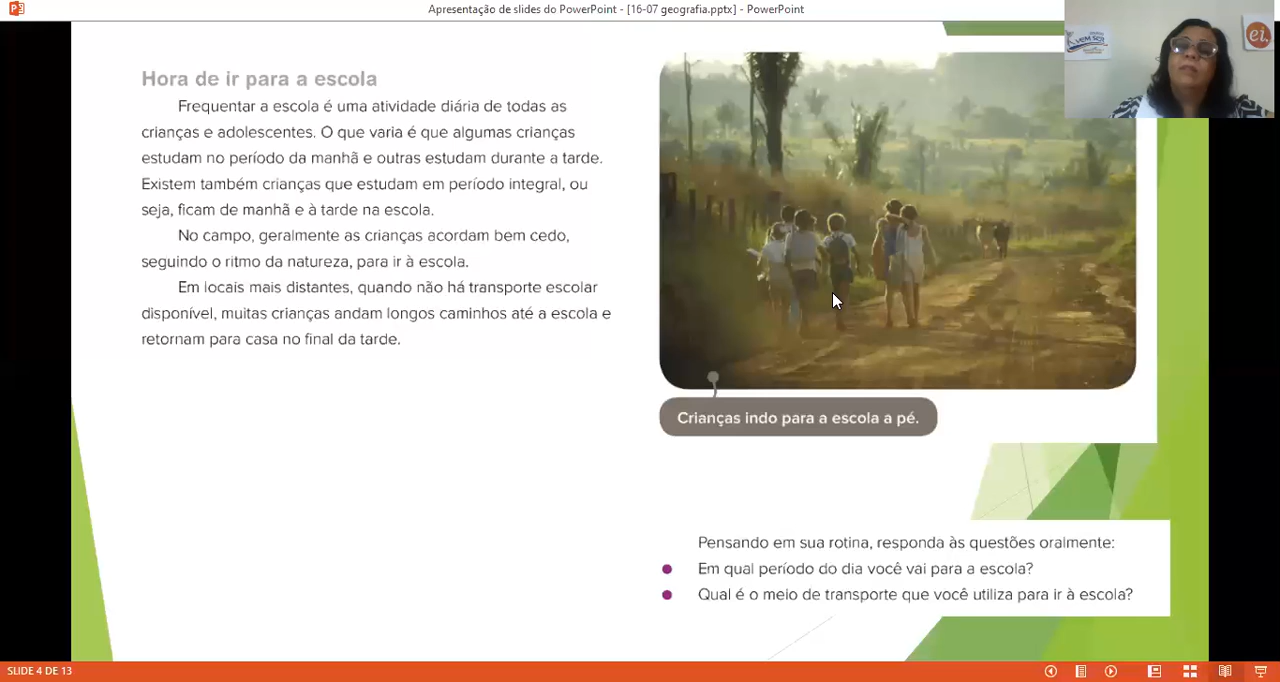 Apresentação de slides do PowerPoint - [16-07 geografia.pptx] - PowerPoint
VEM SER
ei.
Hora de ir para a escola
Frequentar a escola é uma atividade diária de todas as
crianças e adolescentes. O que varia é que algumas crianças
estudam no período da manhã e outras estudam durante a tarde.
Existem também crianças que estudam em período integral, ou
seja, ficam de manhã e à tarde na escola.
No campo, geralmente as crianças acordam bem cedo,
seguindo o ritmo da natureza, para ir à escola.
Em locais mais distantes, quando não há transporte escolar
disponível, muitas crianças andam longos caminhos até a escola e
retornam para casa no final da tarde.
Crianças indo para a escola a pé.
Pensando em sua rotina, responda às questões oralmente:
Em qual período do dia você vai para a escola?
Qual é o meio de transporte que você utiliza para ir à escola?
SLIDE 4 DE 13